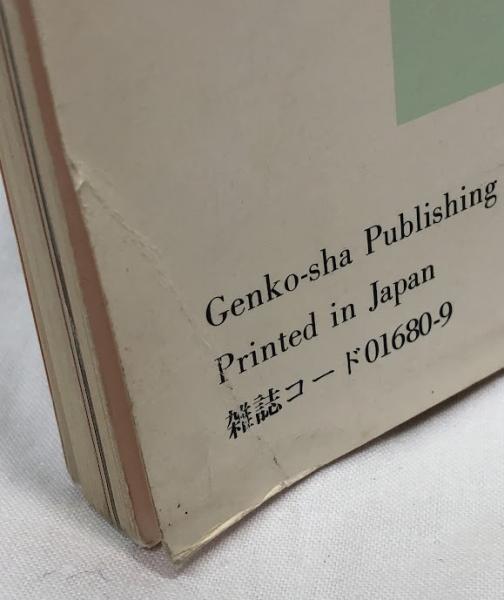 Genko-sha Publishing
Printed in Japan
雑誌コード01680-9